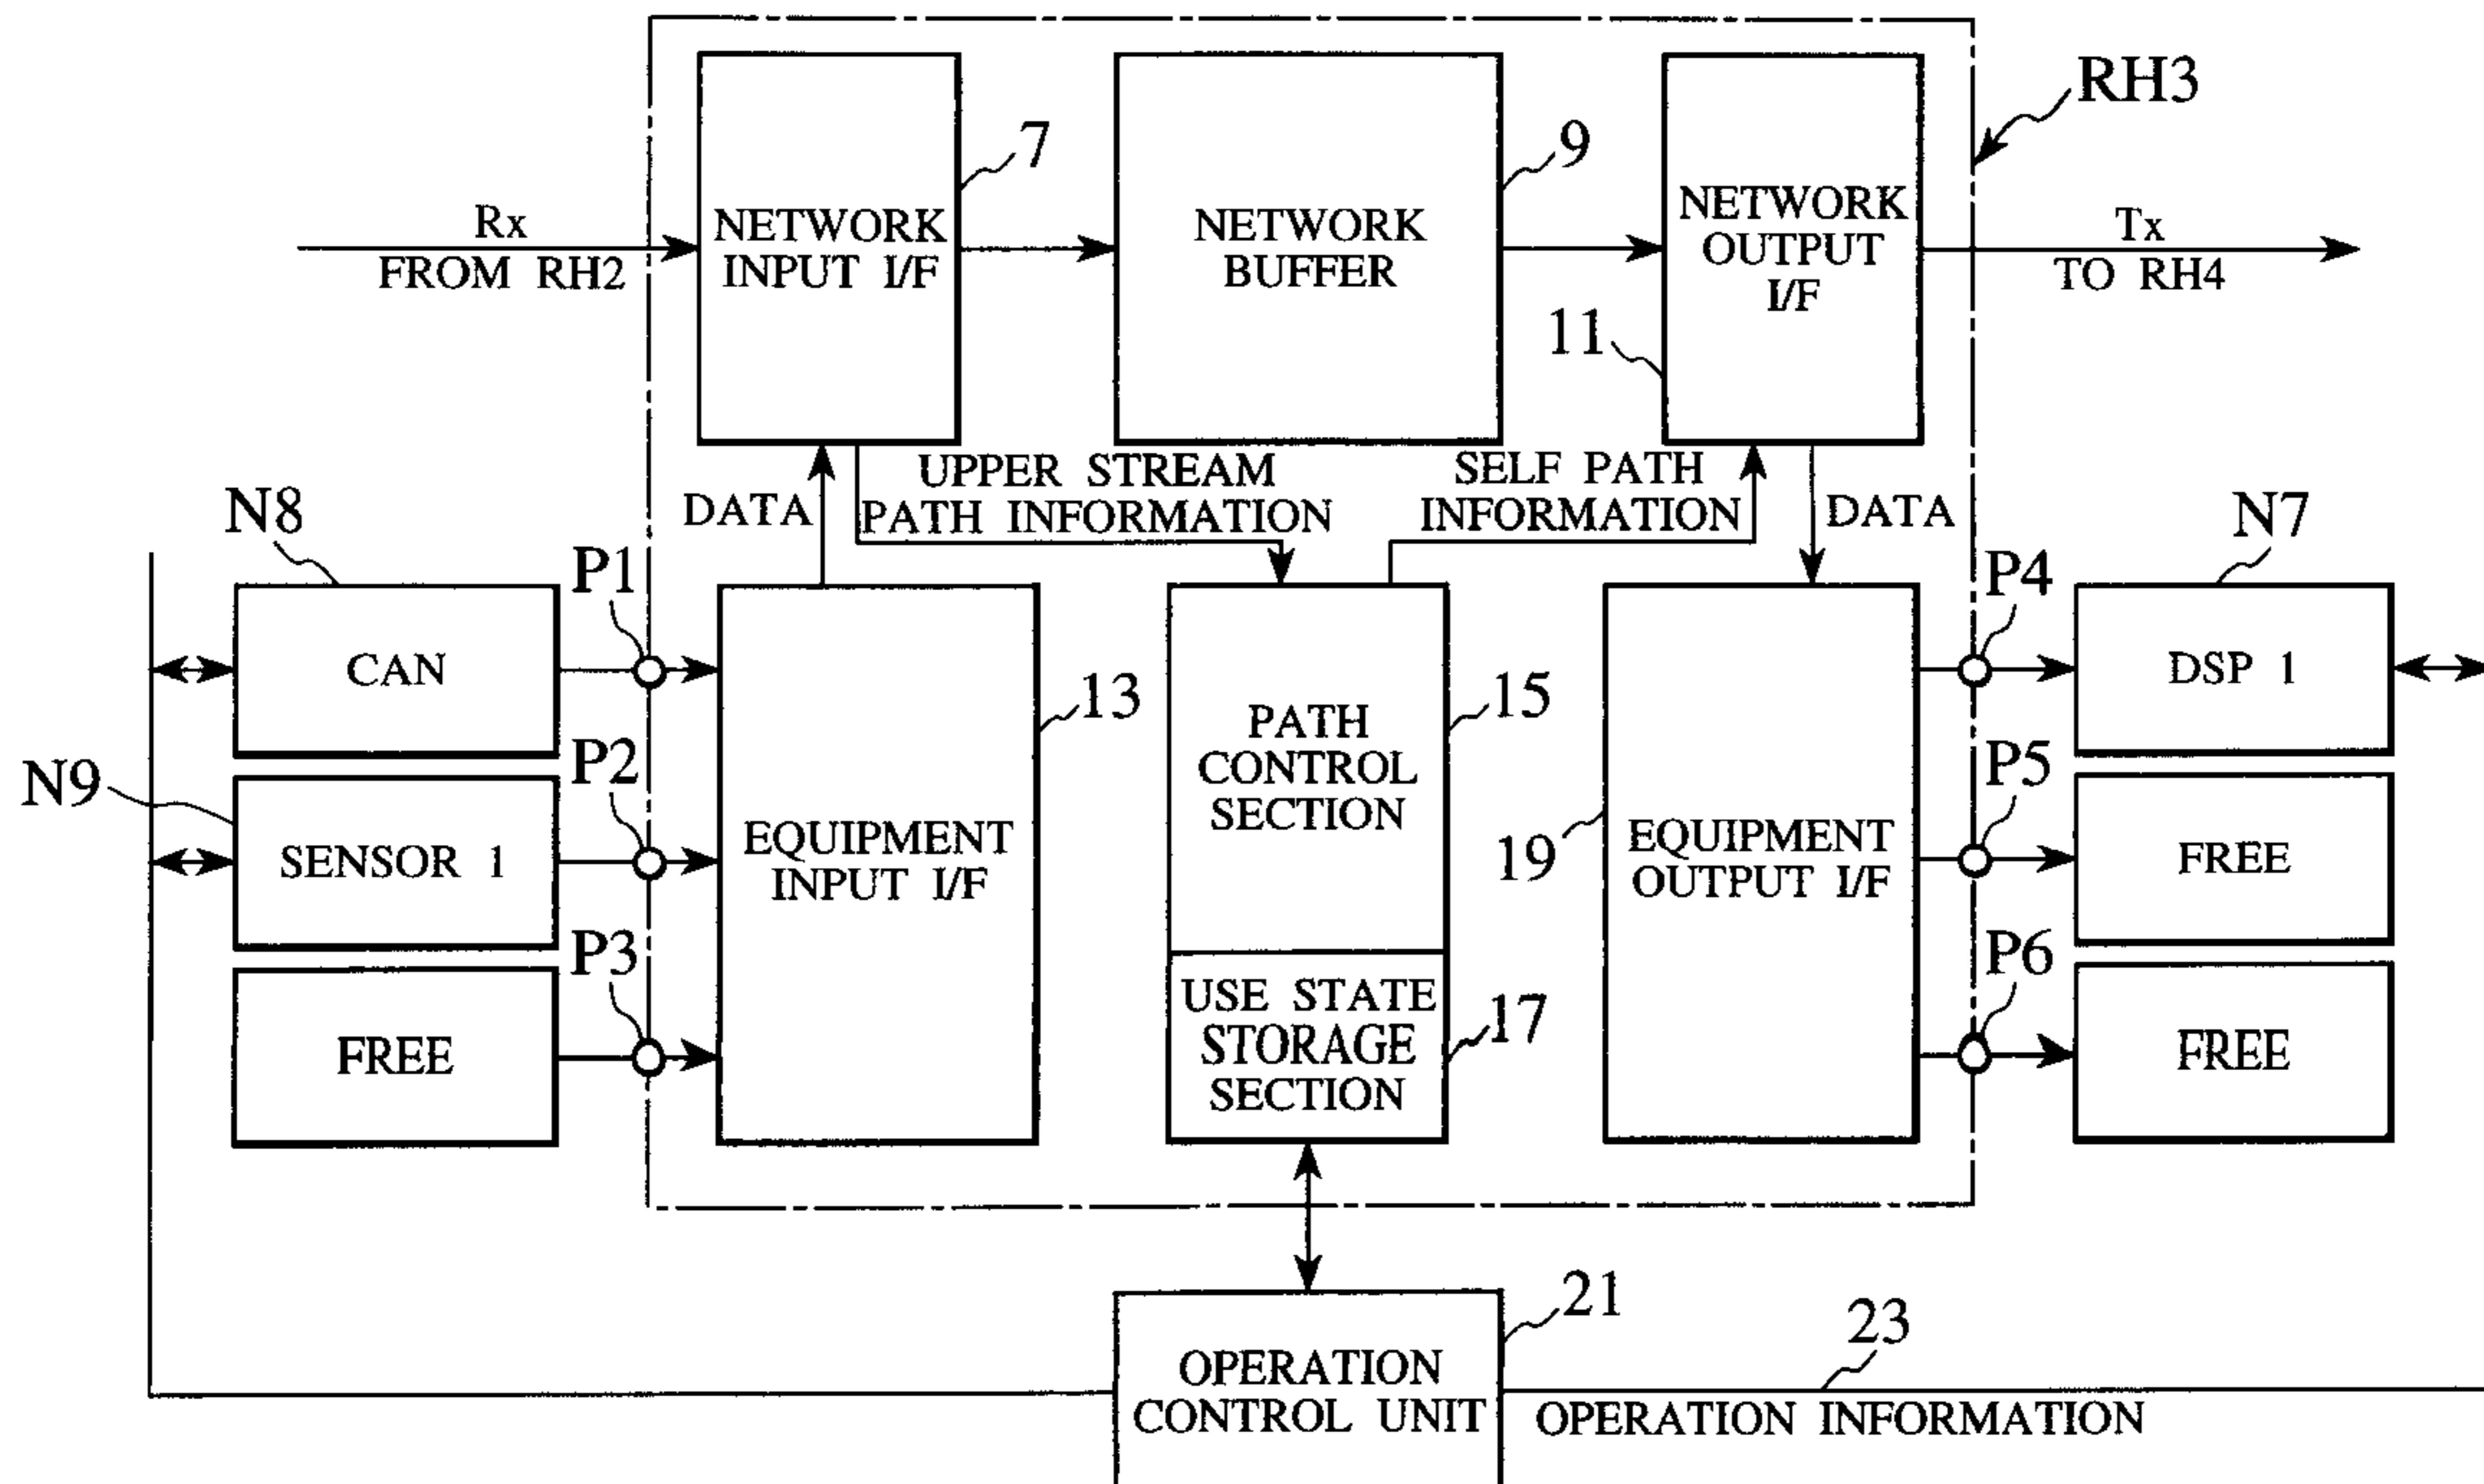 RH3
7
9
Rx
FROM RH2
NETWORK
INPUT I/F
NETWORK
BUFFER
NETWORK
OUTPUT
I/F
11
Tx
TO RH4
DATA
UPPER STREAM
PATH INFORMATION
SELF PATH
INFORMATION
DATA
N8
P1
CAN
N9
P2
SENSOR 1
P3
FREE
EQUIPMENT
INPUT I/F
13
PATH
CONTROL
SECTION
15
USE STATE
STORAGE
SECTION
17
19
EQUIPMENT
OUTPUT I/F
P4
N7
DSP 1
P5
FREE
P6
FREE
21
OPERATION
CONTROL UNIT
23
OPERATION INFORMATION